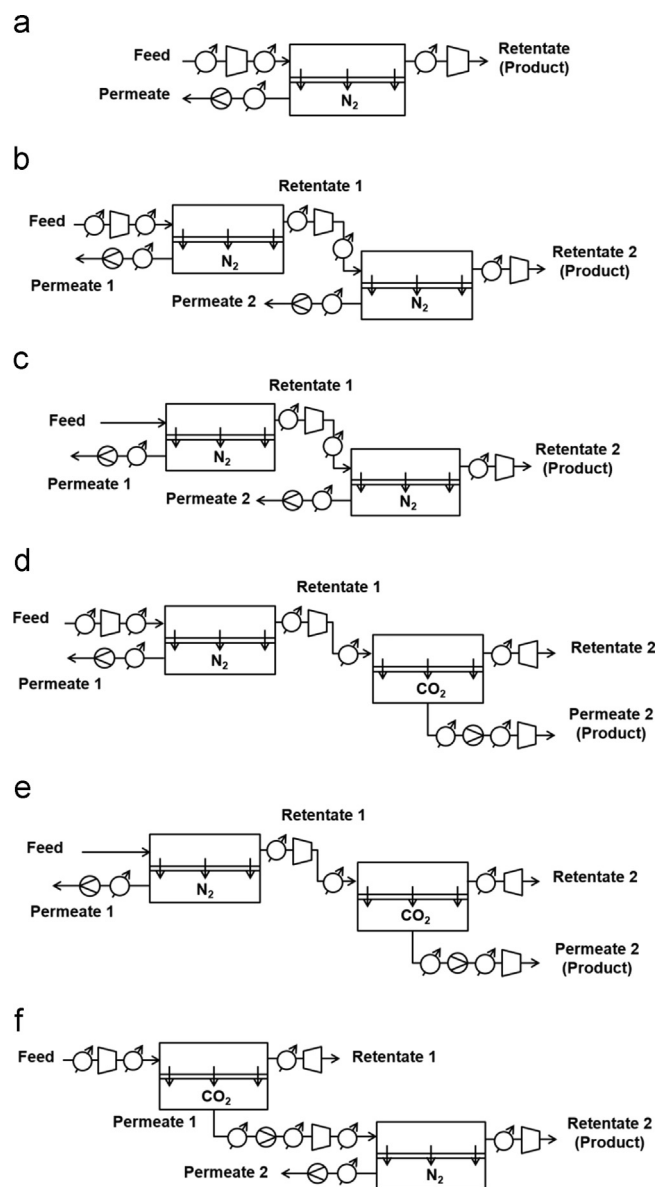 a
Feed
Retentate
(Product)
Permeate
N₂
b
Retentate 1
Feed
N₂
Permeate 1
Retentate 2
(Product)
Permeate 2
N₂
c
Retentate 1
Feed
N₂
Permeate 1
Retentate 2
(Product)
Permeate 2
N₂
d
Retentate 1
Feed
N₂
Permeate 1
Retentate 2
CO₂
Permeate 2
(Product)
e
Retentate 1
Feed
N₂
Permeate 1
Retentate 2
CO₂
Permeate 2
(Product)
f
Feed
Retentate 1
CO₂
Permeate 1
Retentate 2
(Product)
Permeate 2
N₂